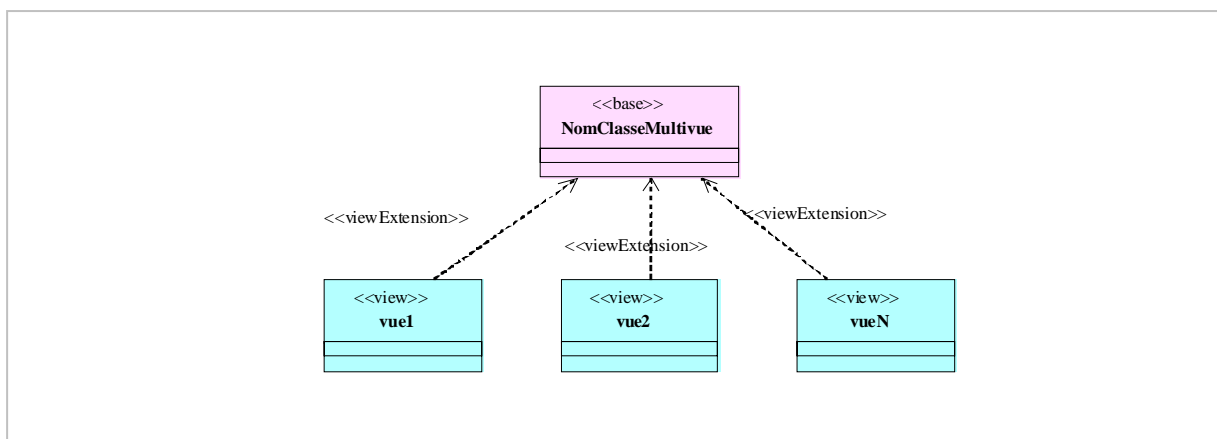 <<base>>
NomClasseMultivue
<<viewExtension>>
<<viewExtension>>
<<viewExtension>>
<<view>>
vue1
<<view>>
vue2
<<view>>
vueN